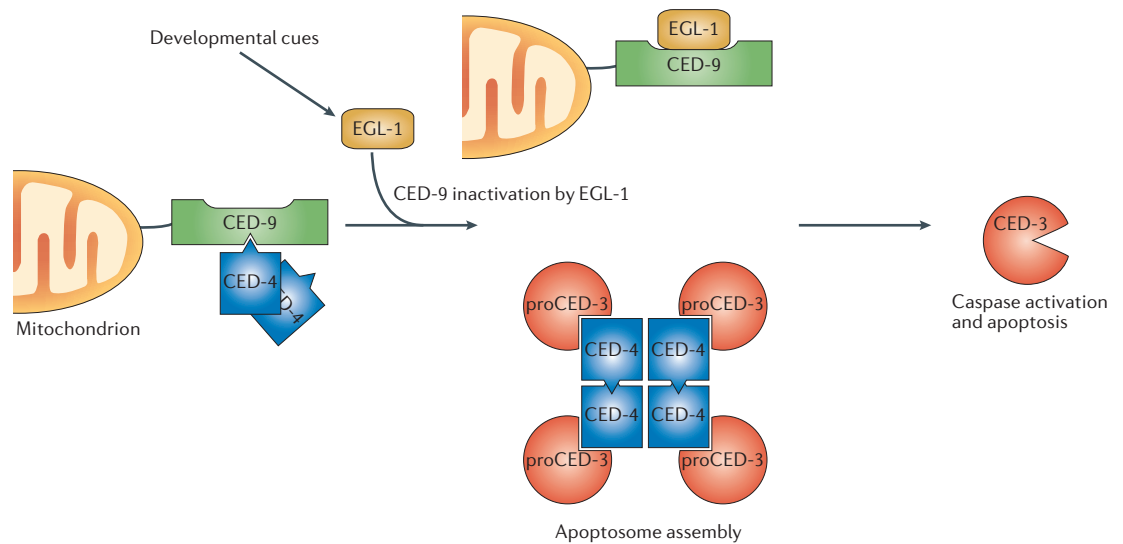 Developmental cues
EGL-1
EGL-1
CED-9
CED-9 inactivation by EGL-1
CED-9
CED-4
CED-4
Mitochondrion
CED-3
Caspase activation
and apoptosis
proCED-3
proCED-3
CED-4
CED-4
CED-4
CED-4
proCED-3
proCED-3
Apoptosome assembly